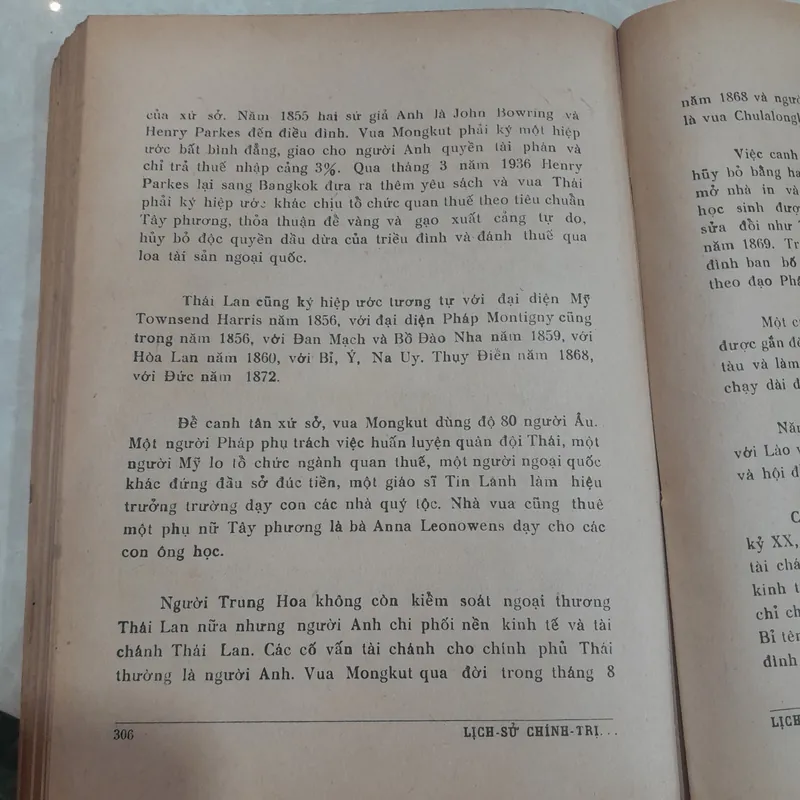 của xứ sở. Năm 1855 hai sứ giả Anh là John Bowring và
Henry Parkes đến điều đình. Vua Mongkut phải ký một hiệp
ước bất bình đẳng, giao cho người Anh quyền tài phán và
chỉ trả thuế nhập cảng 3%. Qua tháng 3 năm 1936 Henry
Parkes lại sang Bangkok đưa ra thêm yêu sách và vua Thái
phải ký hiệp ước khác chịu tổ chức quan thuế theo tiêu chuẩn
Tây phương, thỏa thuận để vàng và gạo xuất cảng tự do,
hủy bỏ độc quyền dầu dừa của triều đình và đánh thuế qua
loa tài sản ngoại quốc.
Thái Lan cũng ký hiệp ước tương tự với đại diện Mỹ
Townsend Harris năm 1856, với đại diện Pháp Montigny cũng
trong năm 1856, với Đan Mạch và Bồ Đào Nha năm 1859, với
Hòa Lan năm 1860, với Bỉ, Ý, Na Uy. Thụy Điển năm 1868,
với Đức năm 1872.
Để canh tân xứ sở, vua Mongkut dùng độ 80 người Âu.
Một người Pháp phụ trách việc huấn luyện quân đội Thái, một
người Mỹ lo tổ chức ngành quan thuế, một người ngoại quốc
khác đứng đầu sở đúc tiền, một giáo sĩ Tin Lành làm hiệu
trưởng trường dạy con các nhà quý tộc. Nhà vua cũng thuê
một phụ nữ Tây phương là bà Anna Leonowens dạy cho các
con ông học.
Người Trung Hoa không còn kiểm soát ngoại thương
Thái Lan nữa nhưng người Anh chi phối nền kinh tế và tài
chánh Thái Lan. Các cố vấn tài chánh cho chính phủ Thái
thường là người Anh. Vua Mongkut qua đời trong tháng 8
306 LỊCH-SỬ CHÍNH-TRỊ...
năm 1868 và
là vua
Việc canh
hủy bỏ bằng
mở nhà in và
học sinh
sửa đổi như
năm 1869.
đình ban bố
theo đạo
Một
được gắn
tàu và làm
chạy dài
với Lào
và hội
kỷ XX,
tài
kinh
chỉ
Bỉ
đình